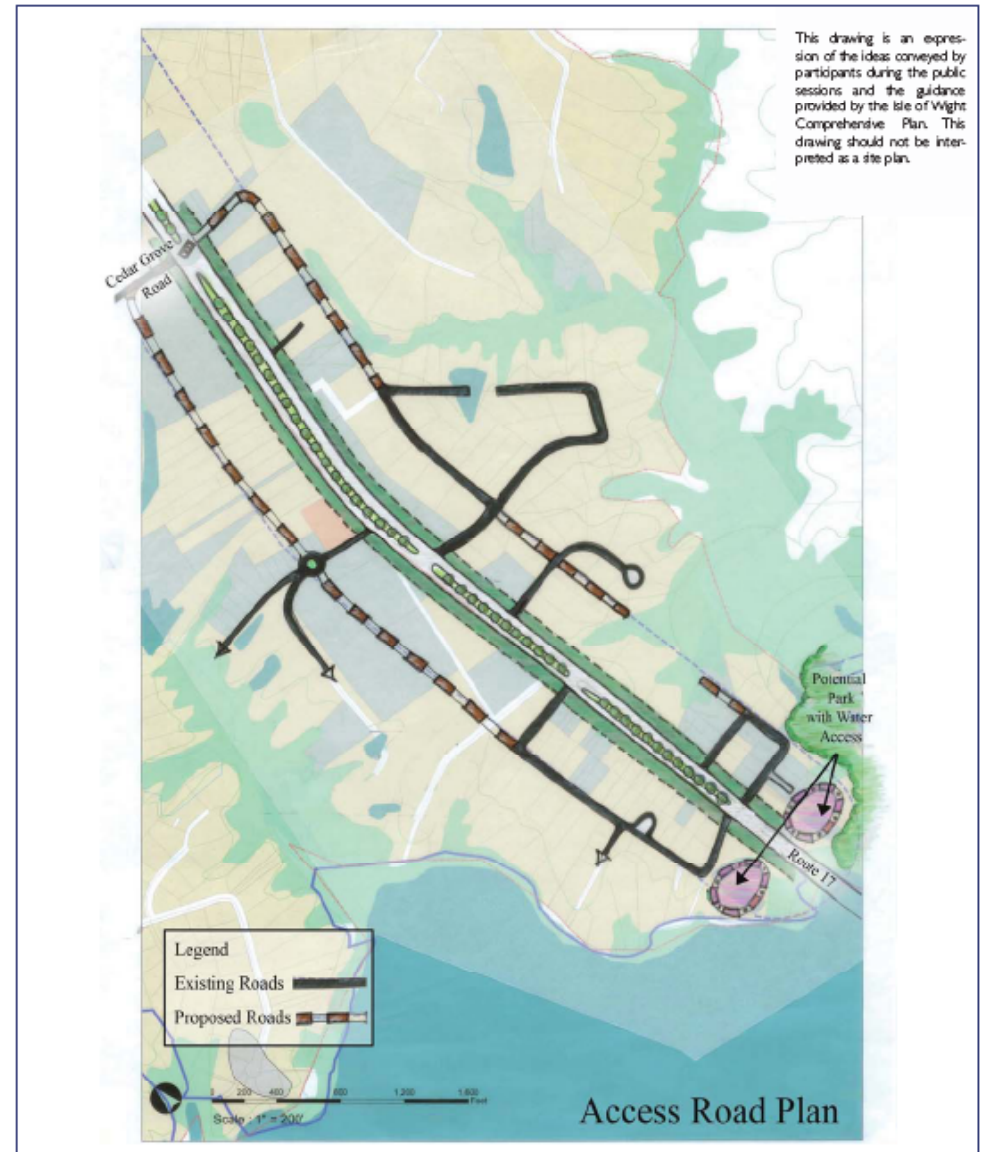 This drawing is an expres-
sion of the ideas conveyed by
participants during the public
sessions and the guidance
provided by the Isle of Wight
Comprehensive Plan. This
drawing should not be inter-
preted as a site plan.
Cedar Grove
Road
Potential
Park
with Water
Access
Route 17
Legend
Existing Roads
Proposed Roads
0 200 400 800 1,200 1,600
Feet
Scale : 1" = 200'
Access Road Plan